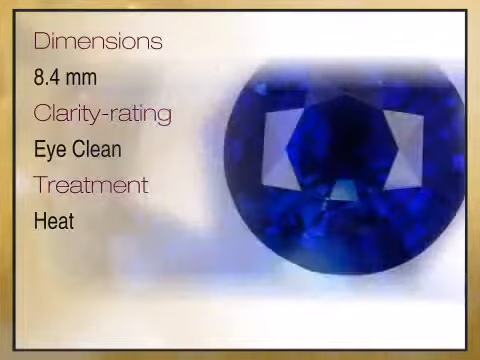 Dimensions
8.4 mm
Clarity-rating
Eye Clean
Treatment
Heat